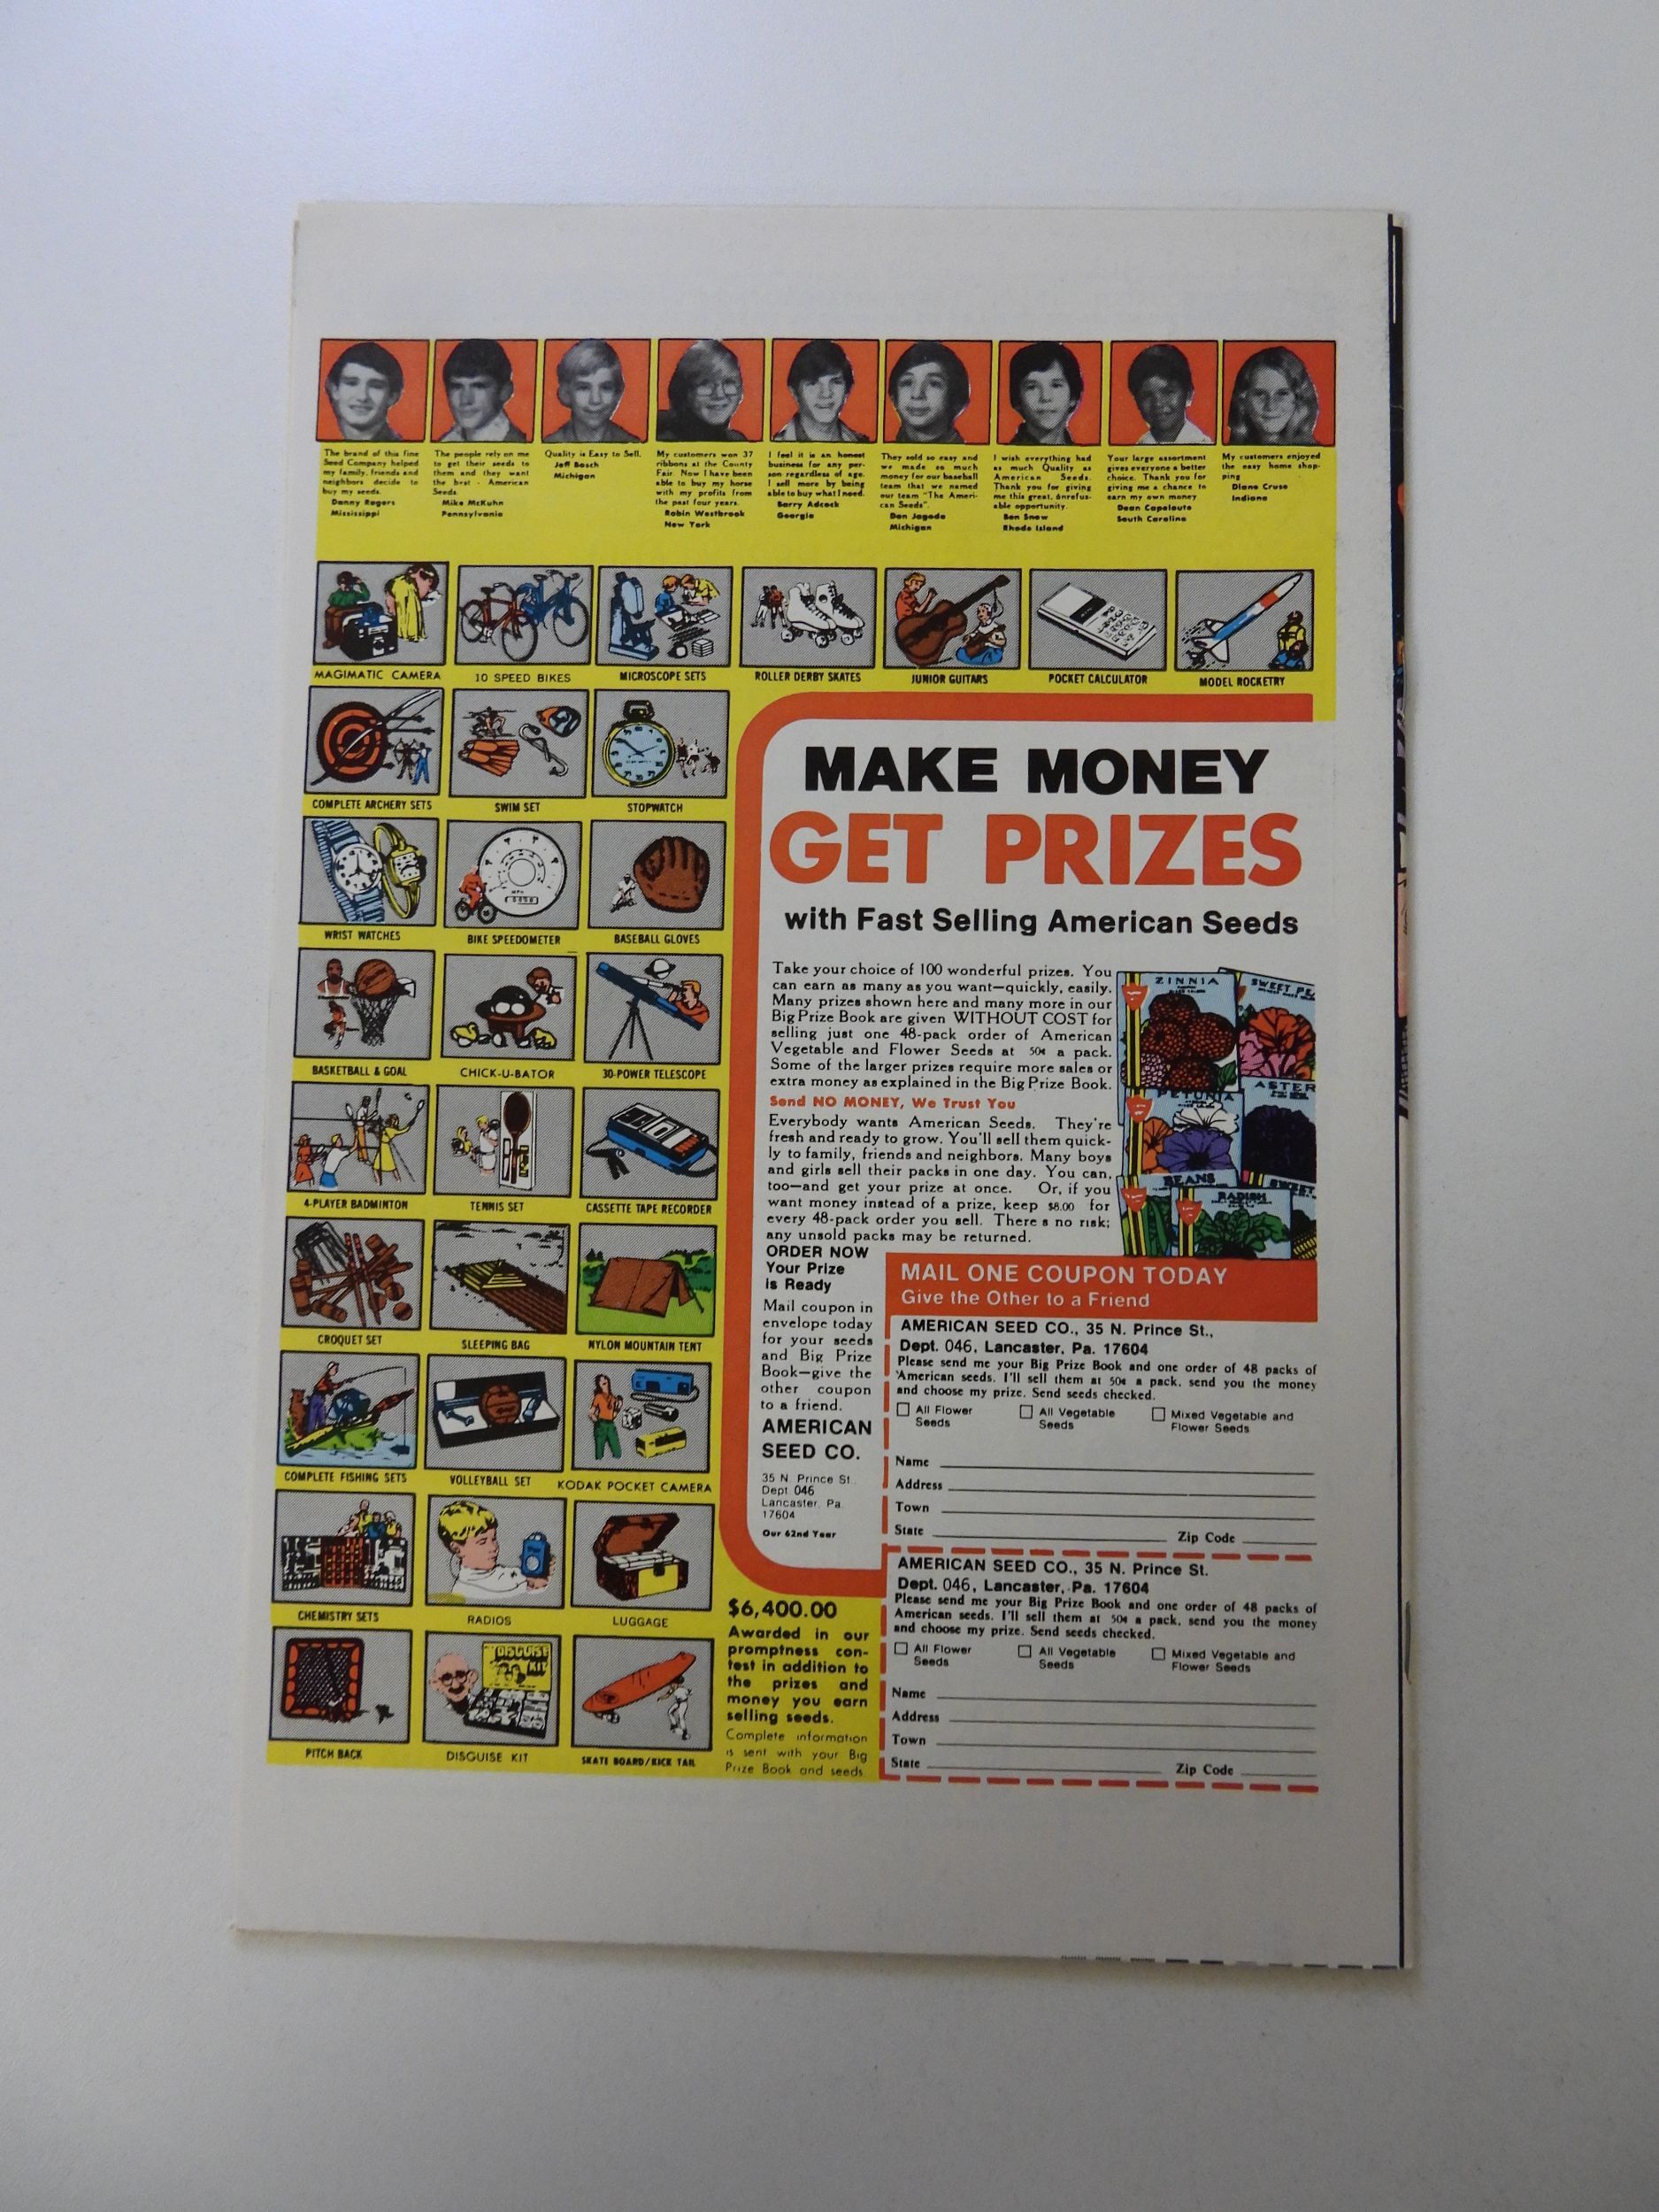 The brand of this fine
Seed Company helped
my family, friends and
neighbors decide to
buy my seeds.
Danny Rogers
Mississippi
The people rely on me
to get their seeds to
them and they want
the best - American
Seeds.
Mike McKuhn
Pennsylvania
Quality is Easy to Sell.
Jeff Bosch
Michigan
My customers won 37
ribbons at the County
Fair. Now I have been
able to buy my horse
with my profits from
the past four years.
Robin Westbrook
New York
I feel it is an honest
business for any per-
son regardless of age.
I sell more by being
able to buy what I need.
Barry Adcock
Georgia
They sold so easy and
we made so much
money for our baseball
team that we named
our team "The Ameri-
can Seeds".
Don Jagoda
Michigan
I wish everything had
as much Quality as
American Seeds.
Thank you for giving
me this great, unrefus-
able opportunity.
Ben Snow
Rhode Island
Your large assortment
gives everyone a better
choice. Thank you for
giving me a chance to
earn my own money
Dean Capalaute
South Carolina
My customers enjoyed
the easy home shop-
ping
Diane Cruse
Indiana
MAGIMATIC CAMERA
10 SPEED BIKES
MICROSCOPE SETS
ROLLER DERBY SKATES
JUNIOR GUITARS
POCKET CALCULATOR
MODEL ROCKETRY
COMPLETE ARCHERY SETS
SWIM SET
STOPWATCH
WRIST WATCHES
MPH
BIKE SPEEDOMETER
BASEBALL GLOVES
BASKETBALL & GOAL
CHICK-U-BATOR
30-POWER TELESCOPE
4-PLAYER BADMINTON
TENNIS SET
CASSETTE TAPE RECORDER
CROQUET SET
SLEEPING BAG
NYLON MOUNTAIN TENT
COMPLETE FISHING SETS
VOLLEYBALL SET
KODAK POCKET CAMERA
CHEMISTRY SETS
RADIOS
LUGGAGE
PITCH BACK
DISGUISE
KIT
DISGUISE KIT
SKATE BOARD/KICK TAIL
MAKE MONEY
GET PRIZES
with Fast Selling American Seeds
Take your choice of 100 wonderful prizes. You
can earn as many as you want—quickly, easily.
Many prizes shown here and many more in our
Big Prize Book are given WITHOUT COST for
selling just one 48-pack order of American
Vegetable and Flower Seeds at 50¢ a pack.
Some of the larger prizes require more sales or
extra money as explained in the Big Prize Book.
Send NO MONEY, We Trust You
Everybody wants American Seeds. They're
fresh and ready to grow. You'll sell them quick-
ly to family, friends and neighbors. Many boys
and girls sell their packs in one day. You can,
too—and get your prize at once. Or, if you
want money instead of a prize, keep $8.00 for
every 48-pack order you sell. There's no risk;
any unsold packs may be returned.
ZINNIA
SWEET PE
ASTER
PETUNIA
BEANS
RADISH
SWEET
ORDER NOW
Your Prize
is Ready
Mail coupon in
envelope today
for your seeds
and Big Prize
Book—give the
other coupon
to a friend.
AMERICAN
SEED CO.
35 N. Prince St.
Dept. 046
Lancaster, Pa.
17604
Our 62nd Year
MAIL ONE COUPON TODAY
Give the Other to a Friend
AMERICAN SEED CO., 35 N. Prince St.,
Dept. 046, Lancaster, Pa. 17604
Please send me your Big Prize Book and one order of 48 packs of
American seeds. I'll sell them at 50¢ a pack, send you the money
and choose my prize. Send seeds checked.
All Flower
Seeds
All Vegetable
Seeds
Mixed Vegetable and
Flower Seeds
Name
Address
Town
State Zip Code
AMERICAN SEED CO., 35 N. Prince St.
Dept. 046, Lancaster, Pa. 17604
Please send me your Big Prize Book and one order of 48 packs of
American seeds. I'll sell them at 50¢ a pack, send you the money
and choose my prize. Send seeds checked.
All Flower
Seeds
All Vegetable
Seeds
Mixed Vegetable and
Flower Seeds
Name
Address
Town
State Zip Code
$6,400.00
Awarded in our
promptness con-
test in addition to
the prizes and
money you earn
selling seeds.
Complete information
is sent with your Big
Prize Book and seeds.